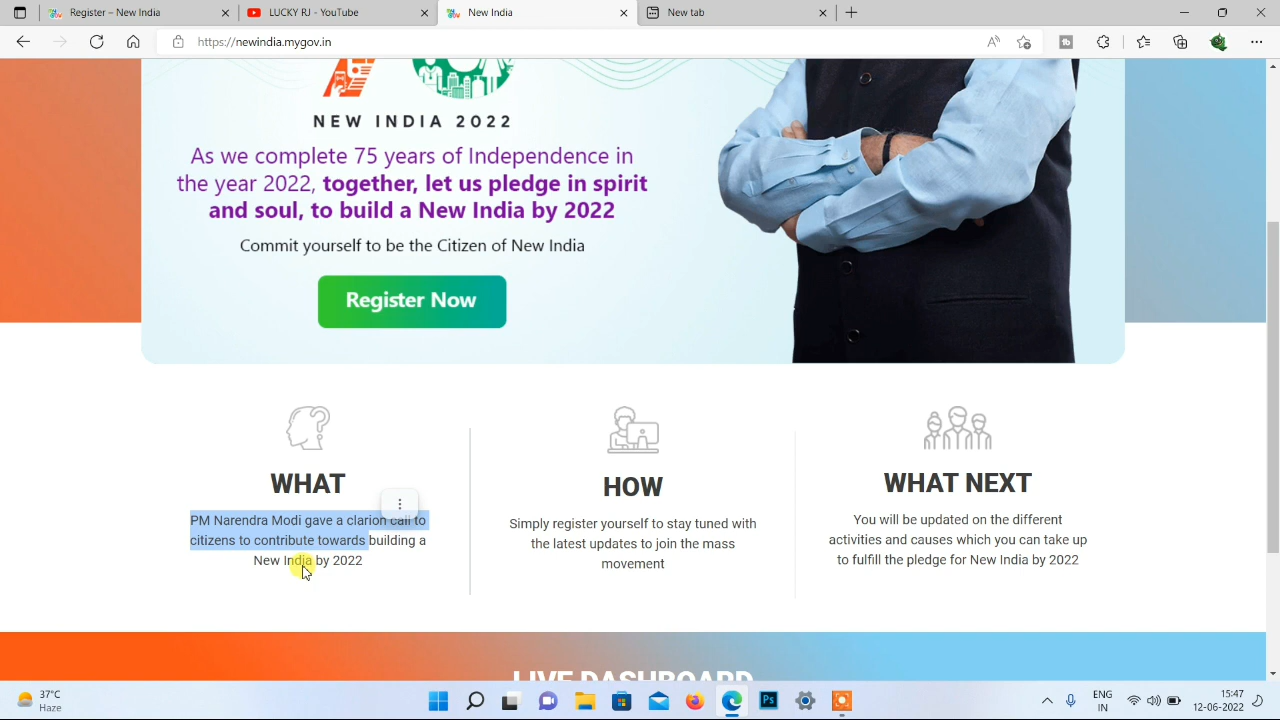 Register – New India
LUCKY RJ - YouTube
New India
New tab
https://newindia.mygov.in
NEW INDIA 2022
As we complete 75 years of Independence in
the year 2022, together, let us pledge in spirit
and soul, to build a New India by 2022
Commit yourself to be the Citizen of New India
Register Now
WHAT
PM Narendra Modi gave a clarion call to
citizens to contribute towards building a
New India by 2022
HOW
Simply register yourself to stay tuned with
the latest updates to join the mass
movement
WHAT NEXT
You will be updated on the different
activities and causes which you can take up
to fulfill the pledge for New India by 2022
LIVE DASHBOARD
37°C
Haze
Ps
ENG
IN
15:47
12-06-2022